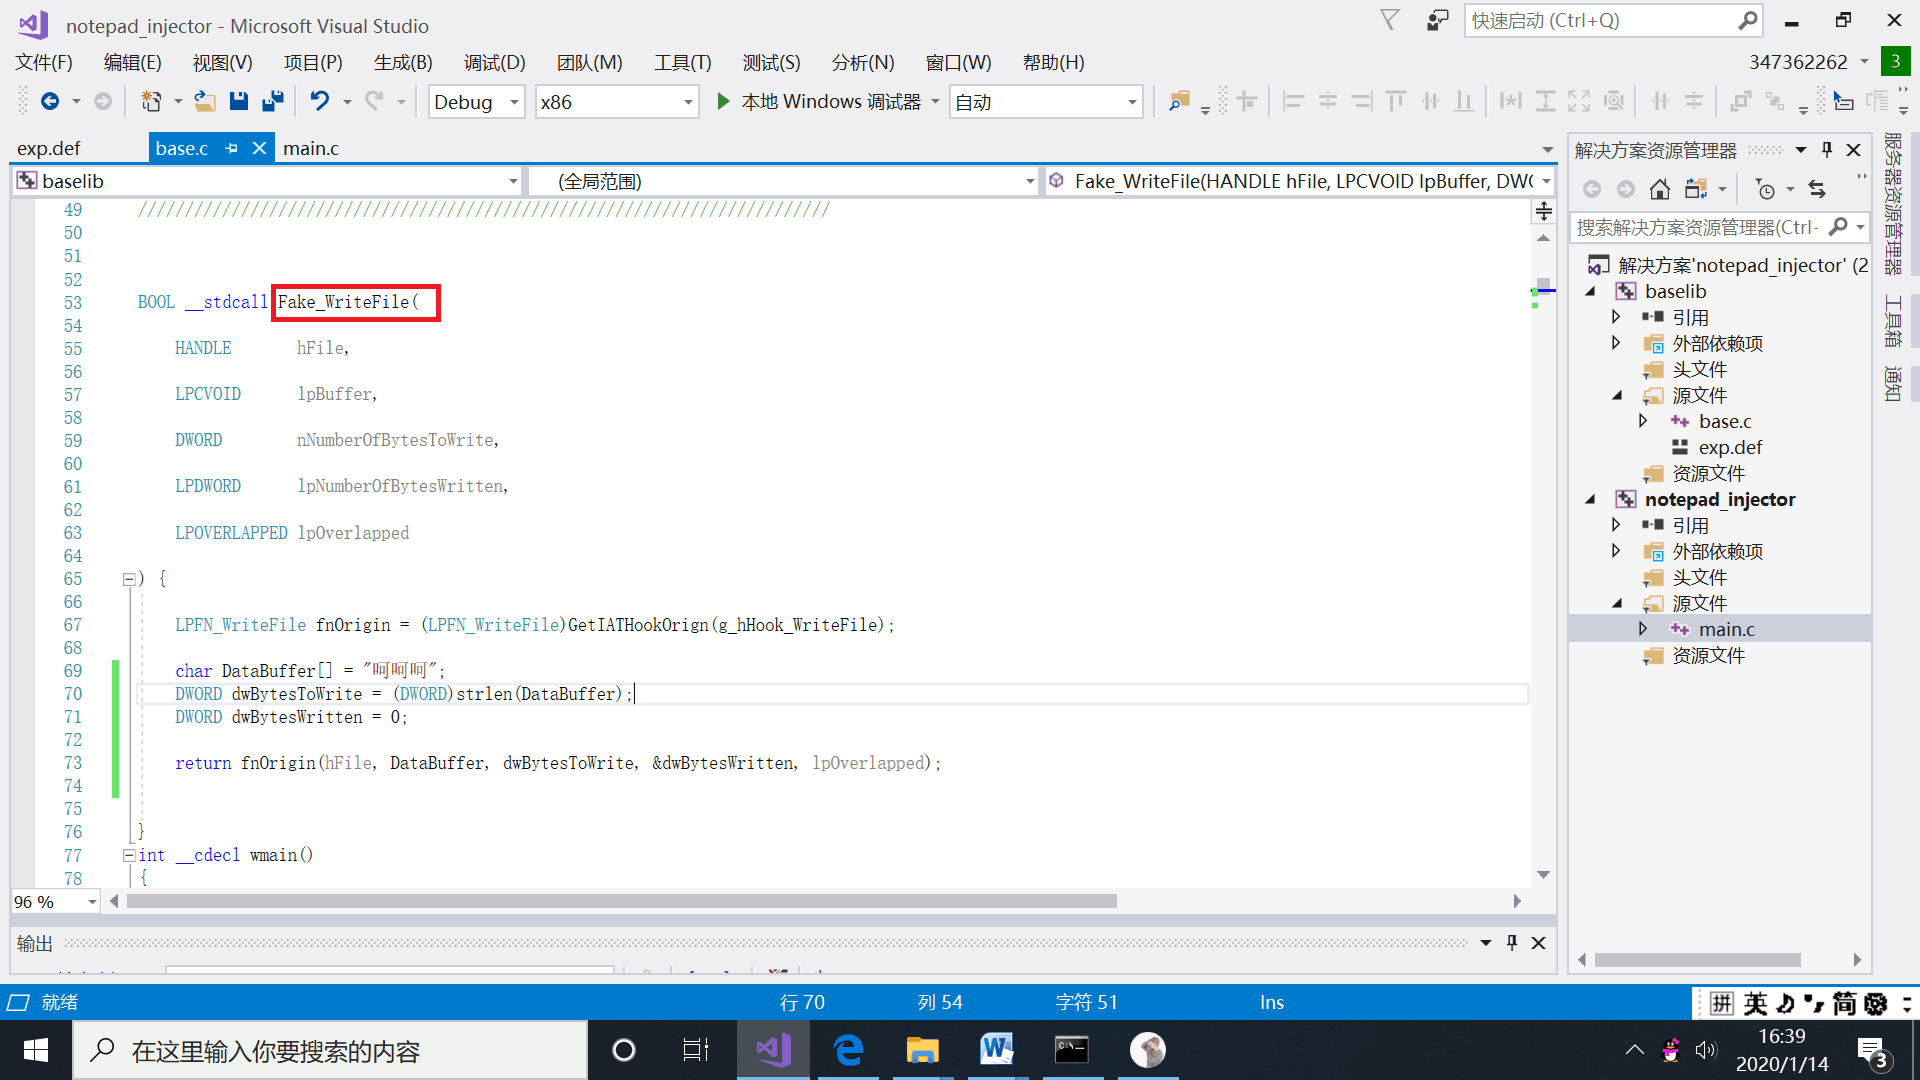 notepad_injector - Microsoft Visual Studio
快速启动 (Ctrl+Q)
文件(F) 编辑(E) 视图(V) 项目(P) 生成(B) 调试(D) 团队(M) 工具(T) 测试(S) 分析(N) 窗口(W) 帮助(H)
347362262
3
Debug x86 本地 Windows 调试器 自动
exp.def base.c main.c
baselib (全局范围) Fake_WriteFile(HANDLE hFile, LPCVOID lpBuffer, DWO
49 //////////////////////////////////////////////////////////////////////////
50
51
52
53 BOOL __stdcall Fake_WriteFile(
54
55 HANDLE hFile,
56
57 LPCVOID lpBuffer,
58
59 DWORD nNumberOfBytesToWrite,
60
61 LPDWORD lpNumberOfBytesWritten,
62
63 LPOVERLAPPED lpOverlapped
64
65 ) {
66
67 LPFN_WriteFile fnOrigin = (LPFN_WriteFile)GetIATHookOrign(g_hHook_WriteFile);
68
69 char DataBuffer[] = "呵呵呵";
70 DWORD dwBytesToWrite = (DWORD)strlen(DataBuffer);
71 DWORD dwBytesWritten = 0;
72
73 return fnOrigin(hFile, DataBuffer, dwBytesToWrite, &dwBytesWritten, lpOverlapped);
74
75
76 }
77 int __cdecl wmain()
78 {
96 %
输出
解决方案资源管理器
搜索解决方案资源管理器(Ctrl-
解决方案'notepad_injector' (2
baselib
引用
外部依赖项
头文件
源文件
base.c
exp.def
资源文件
notepad_injector
引用
外部依赖项
头文件
源文件
main.c
资源文件
服务器资源管理器
工具箱
通知
就绪 行 70 列 54 字符 51 Ins
拼 英 简
在这里输入你要搜索的内容
16:39
2020/1/14
3